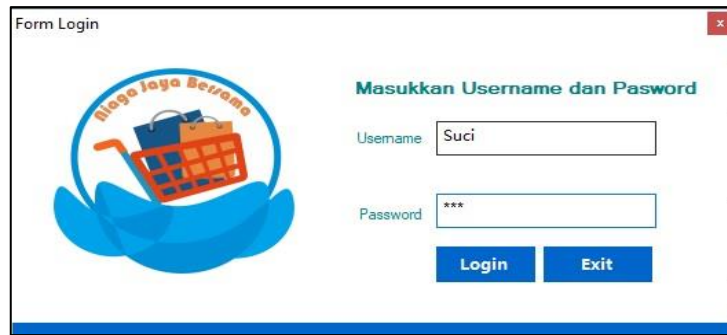 Form Login
x
Niaga Jaya Bersama
Masukkan Username dan Pasword
Username
Suci
Password
***
Login
Exit